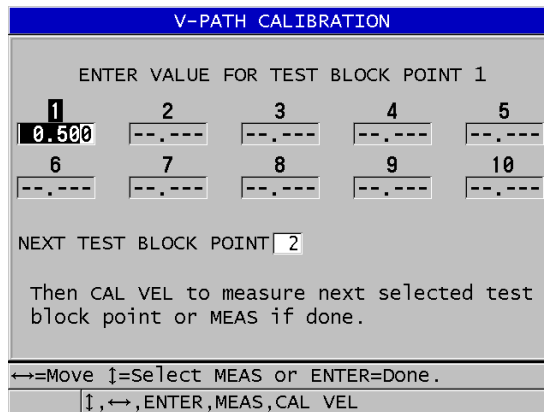 V-PATH CALIBRATION
ENTER VALUE FOR TEST BLOCK POINT 1
1 2 3 4 5
0.500 --.--- --.--- --.--- --.---
6 7 8 9 10
--.--- --.--- --.--- --.--- --.---
NEXT TEST BLOCK POINT 2
Then CAL VEL to measure next selected test
block point or MEAS if done.
↔=Move ↕=Select MEAS or ENTER=Done.
↕,↔,ENTER,MEAS,CAL VEL